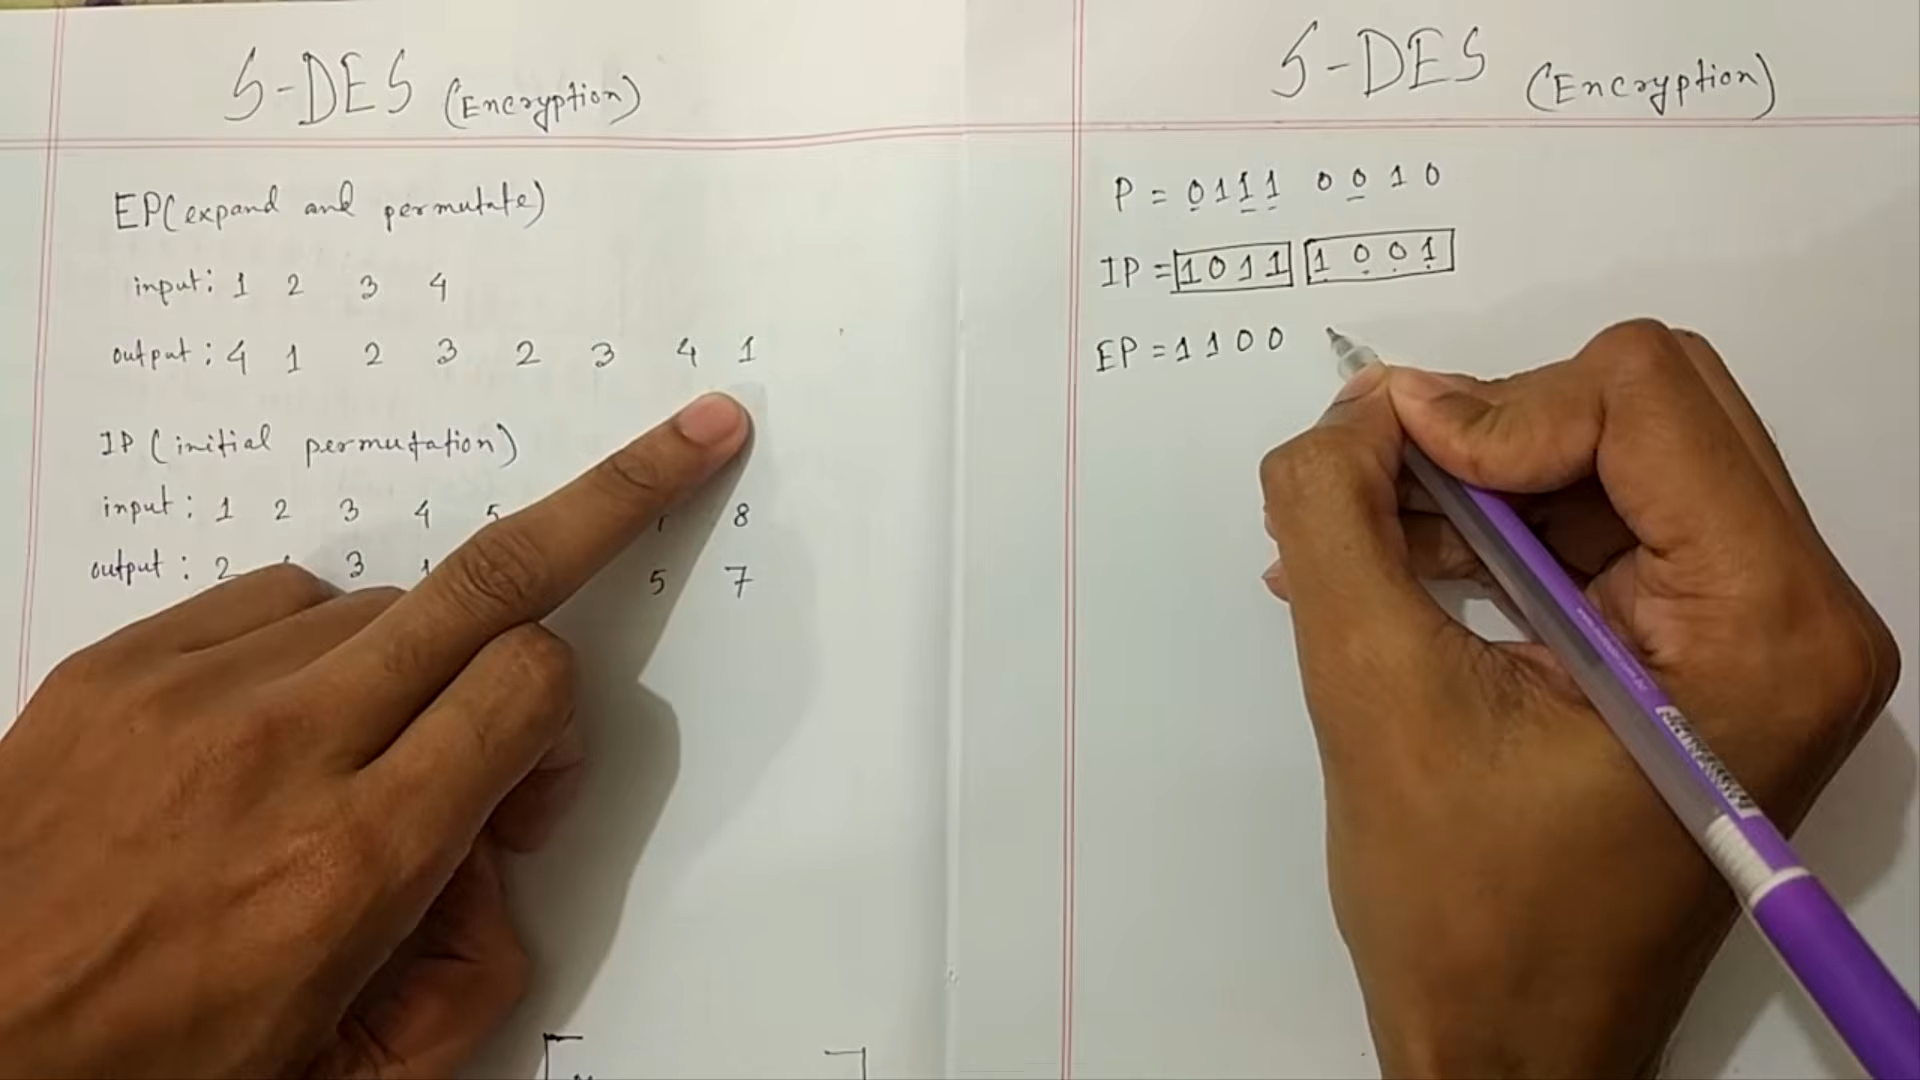 S-DES (Encryption)
EP(expand and permutate)
input: 1 2 3 4
output: 4 1 2 3 2 3 4 1
IP (initial permutation)
input: 1 2 3 4 5 8
output: 2 3 1 5 7
S-DES (Encryption)
P = 0111 0010
IP = 1011 1001
EP = 1100